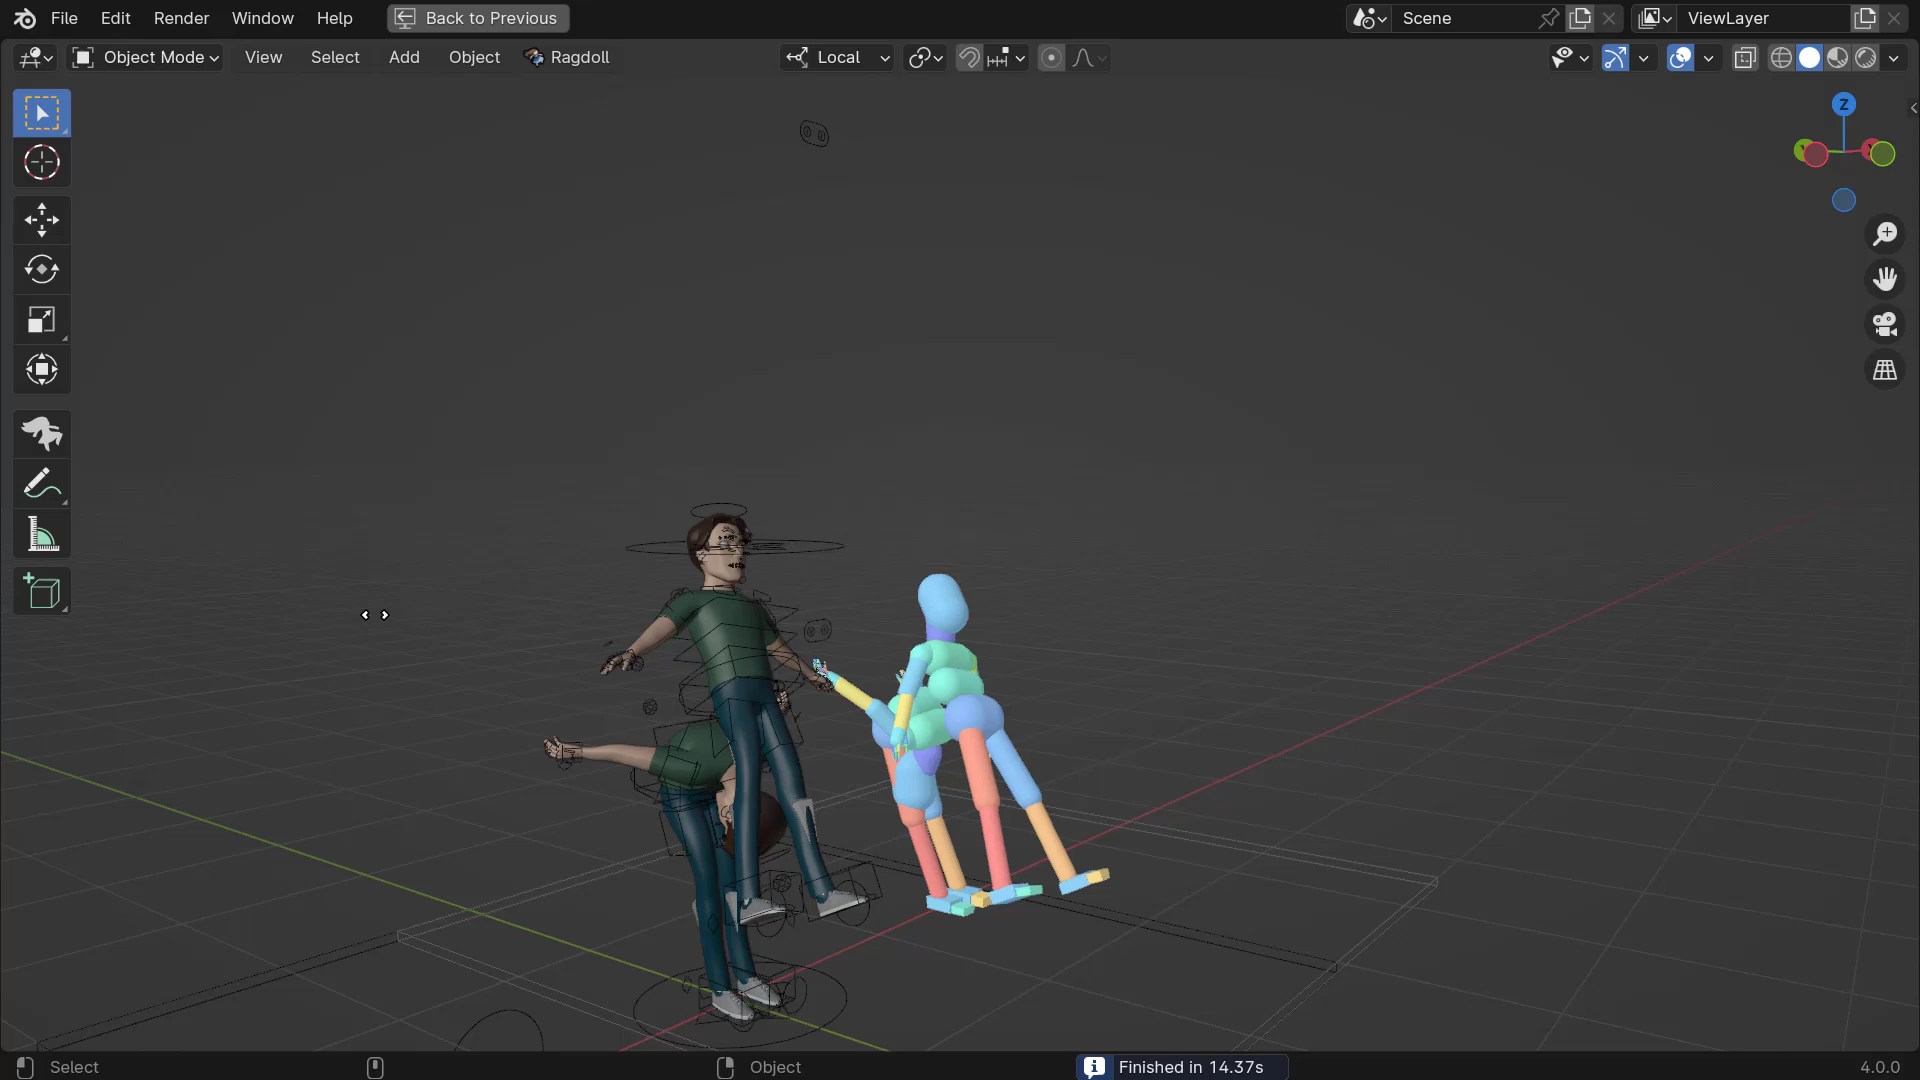 File Edit Render Window Help Back to Previous Scene ViewLayer
Object Mode View Select Add Object Ragdoll Local
Z
Select Object Finished in 14.37s 4.0.0